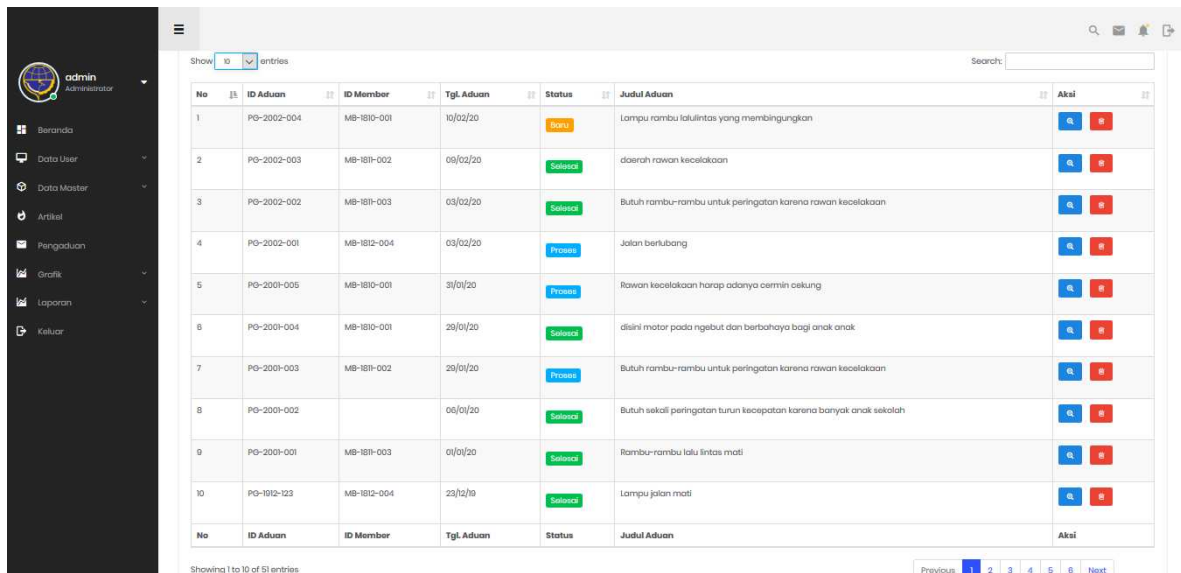 admin
Administrator
Beranda
Data User
Data Master
Artikel
Pengaduan
Grafik
Laporan
Keluar
Show 10 entries Search:
No ID Aduan ID Member Tgl. Aduan Status Judul Aduan Aksi
1 PG-2002-004 MB-1810-001 10/02/20 Baru Lampu rambu lalulintas yang membingungkan
2 PG-2002-003 MB-1811-002 09/02/20 Selesai daerah rawan kecelakaan
3 PG-2002-002 MB-1811-003 03/02/20 Selesai Butuh rambu-rambu untuk peringatan karena rawan kecelakaan
4 PG-2002-001 MB-1812-004 03/02/20 Proses Jalan berlubang
5 PG-2001-005 MB-1810-001 31/01/20 Proses Rawan kecelakaan harap adanya cermin cekung
6 PG-2001-004 MB-1810-001 29/01/20 Selesai disini motor pada ngebut dan berbahaya bagi anak anak
7 PG-2001-003 MB-1811-002 29/01/20 Proses Butuh rambu-rambu untuk peringatan karena rawan kecelakaan
8 PG-2001-002 06/01/20 Selesai Butuh sekali peringatan turun kecepatan karena banyak anak sekolah
9 PG-2001-001 MB-1811-003 01/01/20 Selesai Rambu-rambu lalu lintas mati
10 PG-1912-123 MB-1812-004 23/12/19 Selesai Lampu jalan mati
No ID Aduan ID Member Tgl. Aduan Status Judul Aduan Aksi
Showing 1 to 10 of 51 entries Previous 1 2 3 4 5 6 Next